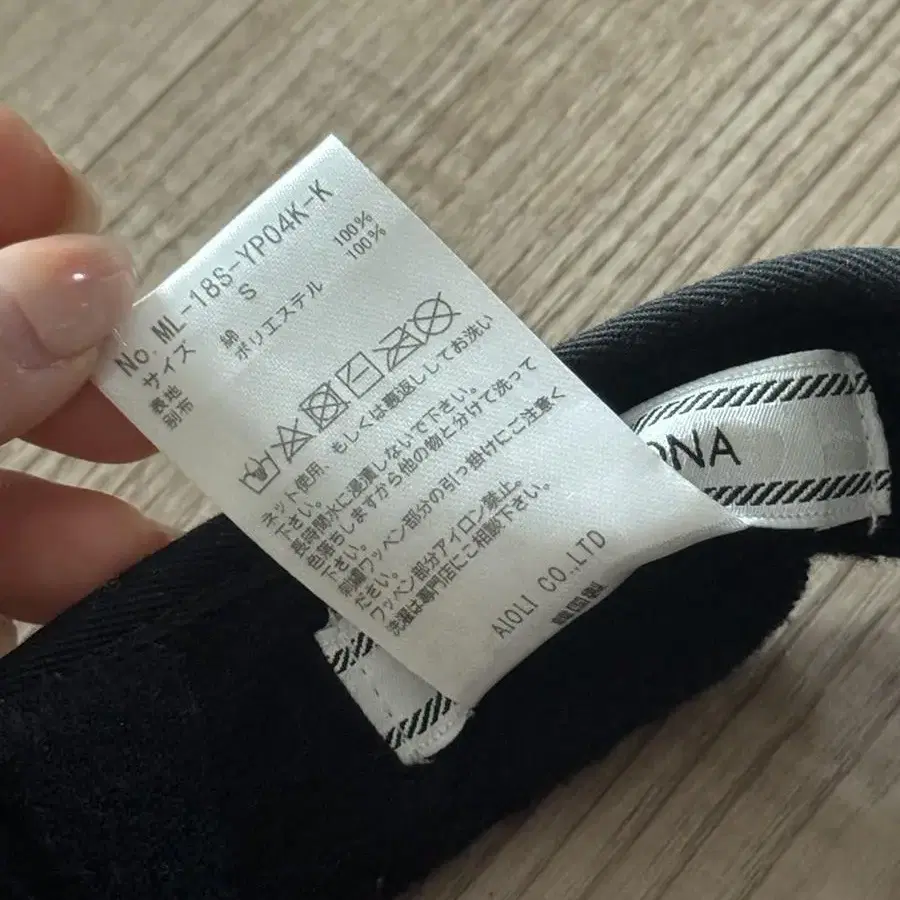 No. ML-18S-YP04K-K
サイズ S
表地 綿 100%
別布 ポリエステル 100%
ネット使用、もしくは裏返ししてお洗い
下さい。
長時間水に浸漬しないで下さい。
色落ちしますから他の物と分けて洗って
下さい。
刺繍ワッペン部分の引っ掛けにご注意く
ださい。
ワッペン部分アイロン禁止。
洗濯は専門店にご相談下さい。
AIOLI CO.,LTD
韓国製
ONA